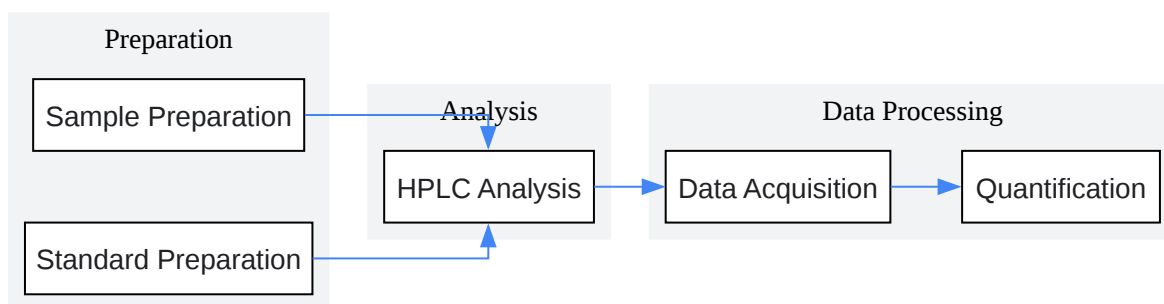 Preparation
Sample Preparation
Standard Preparation
Analysis
HPLC Analysis
Data Processing
Data Acquisition
Quantification